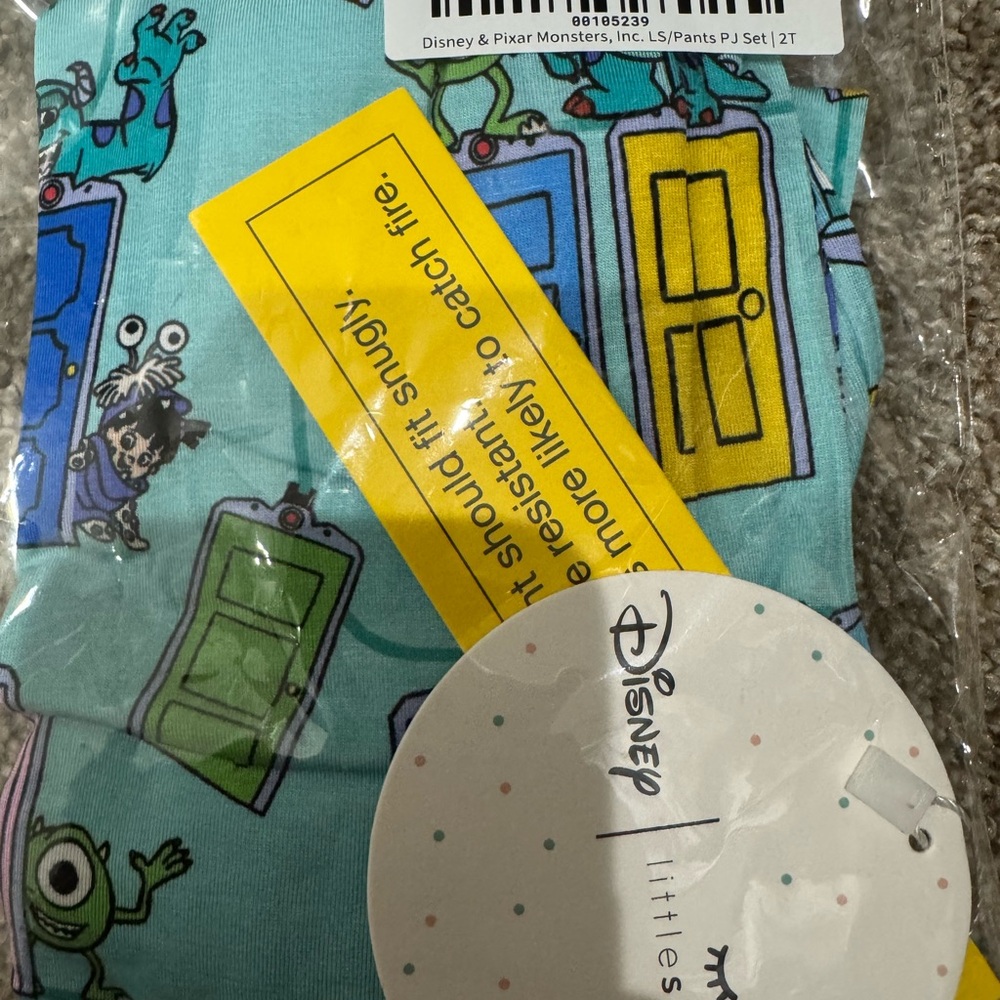 00105239
Disney & Pixar Monsters, Inc. LS/Pants PJ Set | 2T
should fit snugly.
resistant.
more likely to catch fire.
Disney
littles